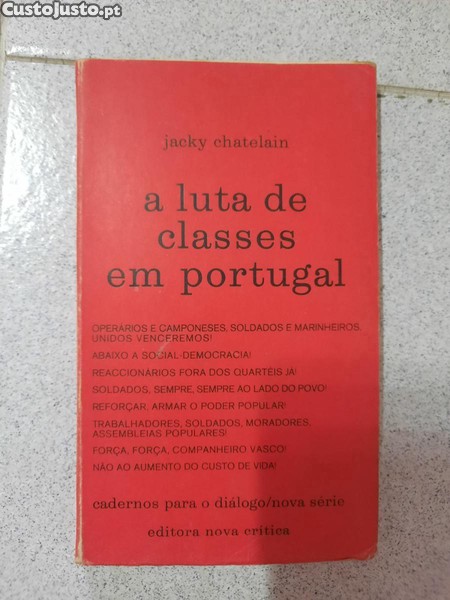 CustoJusto.pt
jacky chatelain
a luta de
classes
em portugal
OPERARIOS E CAMPONESES, SOLDADOS E MARINHEIROS,
UNIDOS VENCEREMOS!
ABAIXO A SOCIAL-DEMOCRACIA!
REACCIONÁRIOS FORA DOS QUARTÉIS JÁ!
SOLDADOS, SEMPRE, SEMPRE AO LADO DO POVO!
REFORÇAR, ARMAR O PODER POPULAR!
TRABALHADORES, SOLDADOS, MORADORES,
ASSEMBLEIAS POPULARES!
FORÇA, FORÇA, COMPANHEIRO VASCO!
NÃO AO AUMENTO DO CUSTO DE VIDA!
cadernos para o diálogo/nova série
editora nova crítica